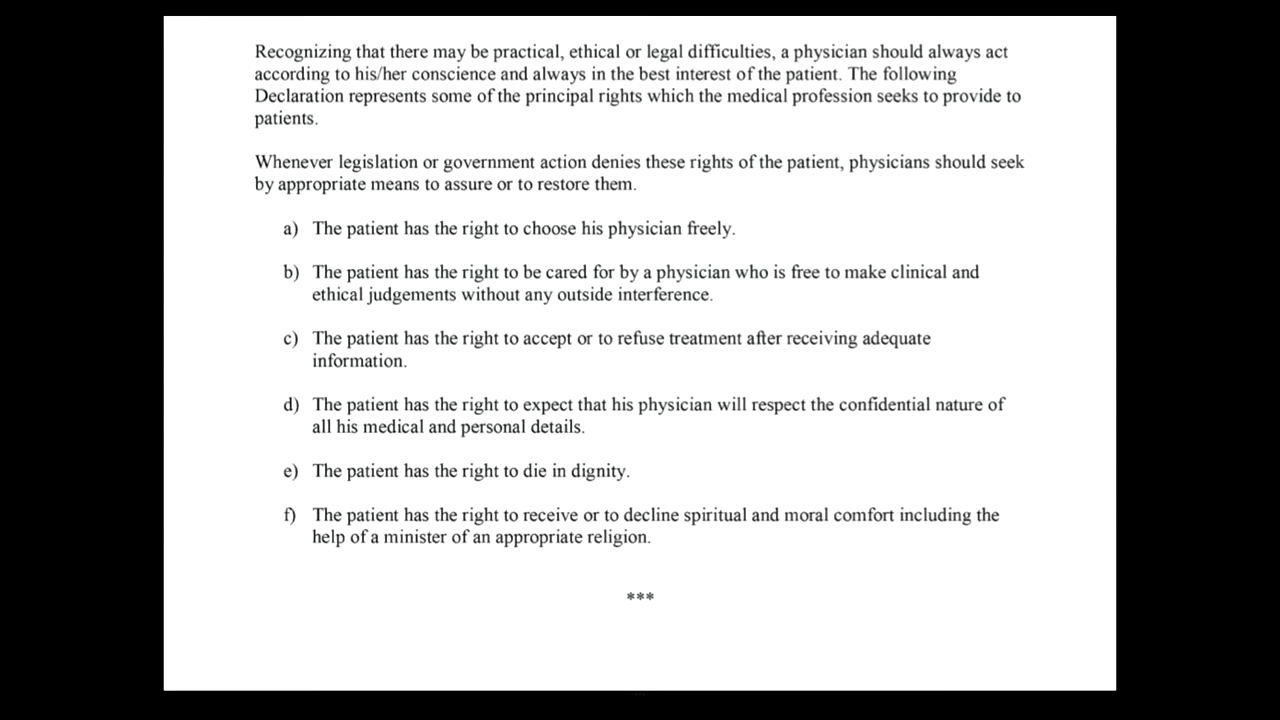 Recognizing that there may be practical, ethical or legal difficulties, a physician should always act
according to his/her conscience and always in the best interest of the patient. The following
Declaration represents some of the principal rights which the medical profession seeks to provide to
patients.
Whenever legislation or government action denies these rights of the patient, physicians should seek
by appropriate means to assure or to restore them.
a) The patient has the right to choose his physician freely.
b) The patient has the right to be cared for by a physician who is free to make clinical and
ethical judgements without any outside interference.
c) The patient has the right to accept or to refuse treatment after receiving adequate
information.
d) The patient has the right to expect that his physician will respect the confidential nature of
all his medical and personal details.
e) The patient has the right to die in dignity.
f) The patient has the right to receive or to decline spiritual and moral comfort including the
help of a minister of an appropriate religion.
***